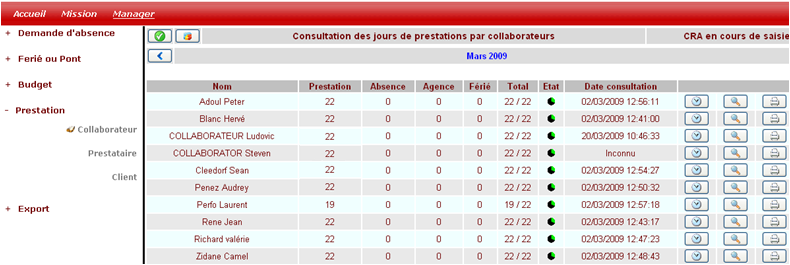 Accueil Mission Manager
+ Demande d'absence
+ Ferié ou Pont
+ Budget
- Prestation
Collaborateur
Prestataire
Client
+ Export
Consultation des jours de prestations par collaborateurs CRA en cours de saisie
Mars 2009
Nom Prestation Absence Agence Férié Total Etat Date consultation
Adoul Peter 22 0 0 0 22 / 22 02/03/2009 12:56:11
Blanc Hervé 22 0 0 0 22 / 22 02/03/2009 12:41:00
COLLABORATEUR Ludovic 22 0 0 0 22 / 22 20/03/2009 10:46:33
COLLABORATOR Steven 22 0 0 0 22 / 22 Inconnu
Cleedorf Sean 22 0 0 0 22 / 22 02/03/2009 12:54:27
Penez Audrey 22 0 0 0 22 / 22 02/03/2009 12:50:32
Perfo Laurent 19 0 0 0 19 / 22 02/03/2009 12:57:18
Rene Jean 22 0 0 0 22 / 22 02/03/2009 12:43:17
Richard valérie 22 0 0 0 22 / 22 02/03/2009 12:47:23
Zidane Camel 22 0 0 0 22 / 22 02/03/2009 12:48:43